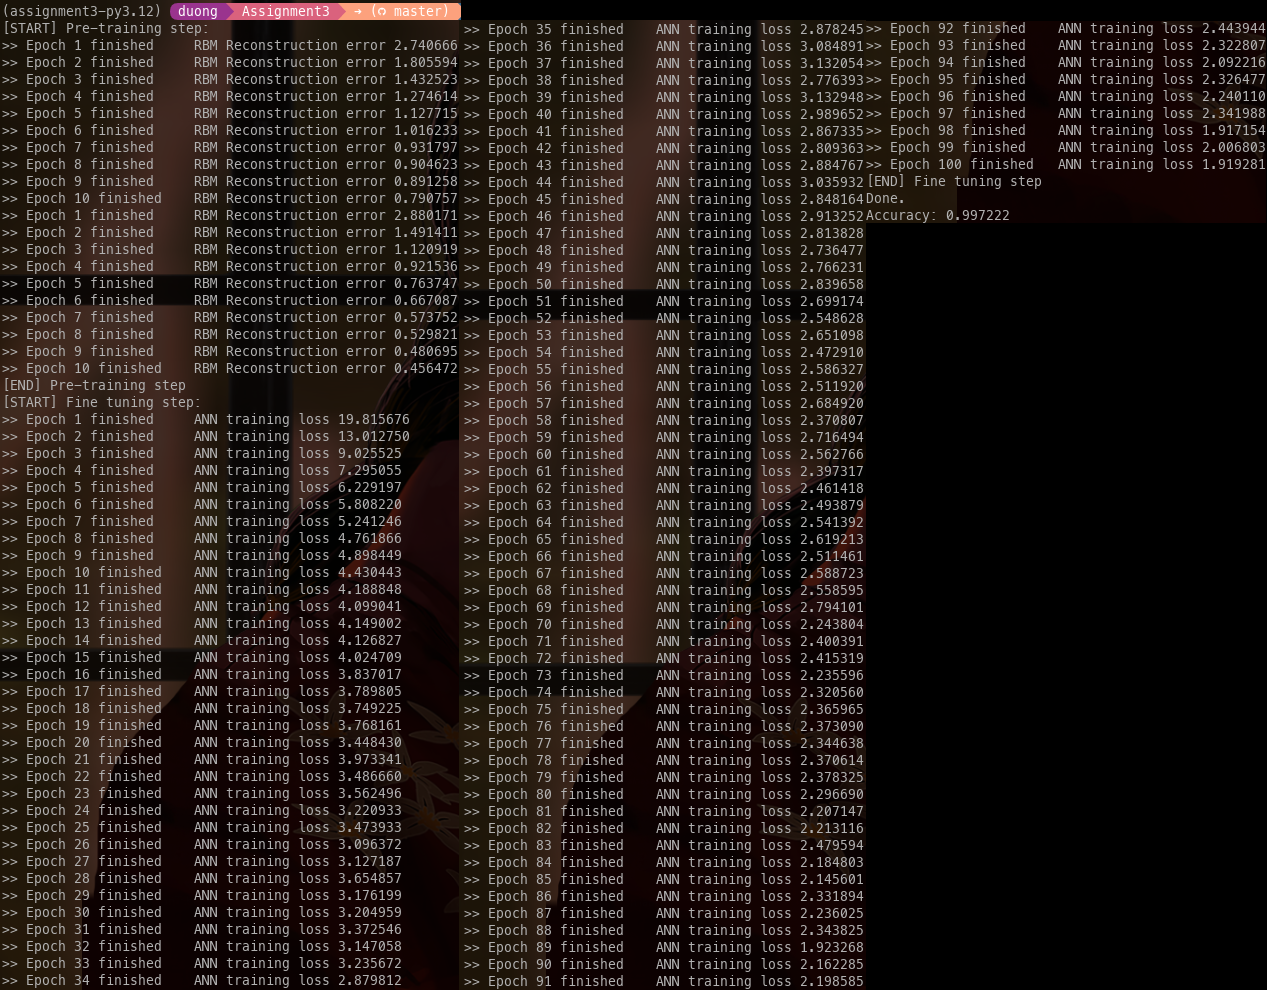 (assignment3-py3.12) duong Assignment3 → ( master)
[START] Pre-training step:
>> Epoch 1 finished RBM Reconstruction error 2.740666
>> Epoch 2 finished RBM Reconstruction error 1.805594
>> Epoch 3 finished RBM Reconstruction error 1.432523
>> Epoch 4 finished RBM Reconstruction error 1.274614
>> Epoch 5 finished RBM Reconstruction error 1.127715
>> Epoch 6 finished RBM Reconstruction error 1.016233
>> Epoch 7 finished RBM Reconstruction error 0.931797
>> Epoch 8 finished RBM Reconstruction error 0.904623
>> Epoch 9 finished RBM Reconstruction error 0.891258
>> Epoch 10 finished RBM Reconstruction error 0.790757
>> Epoch 1 finished RBM Reconstruction error 2.880171
>> Epoch 2 finished RBM Reconstruction error 1.491411
>> Epoch 3 finished RBM Reconstruction error 1.120919
>> Epoch 4 finished RBM Reconstruction error 0.921536
>> Epoch 5 finished RBM Reconstruction error 0.763747
>> Epoch 6 finished RBM Reconstruction error 0.667087
>> Epoch 7 finished RBM Reconstruction error 0.573752
>> Epoch 8 finished RBM Reconstruction error 0.529821
>> Epoch 9 finished RBM Reconstruction error 0.480695
>> Epoch 10 finished RBM Reconstruction error 0.456472
[END] Pre-training step
[START] Fine tuning step:
>> Epoch 1 finished ANN training loss 19.815676
>> Epoch 2 finished ANN training loss 13.012750
>> Epoch 3 finished ANN training loss 9.025525
>> Epoch 4 finished ANN training loss 7.295055
>> Epoch 5 finished ANN training loss 6.229197
>> Epoch 6 finished ANN training loss 5.808220
>> Epoch 7 finished ANN training loss 5.241246
>> Epoch 8 finished ANN training loss 4.761866
>> Epoch 9 finished ANN training loss 4.898449
>> Epoch 10 finished ANN training loss 4.430443
>> Epoch 11 finished ANN training loss 4.188848
>> Epoch 12 finished ANN training loss 4.099041
>> Epoch 13 finished ANN training loss 4.149002
>> Epoch 14 finished ANN training loss 4.126827
>> Epoch 15 finished ANN training loss 4.024709
>> Epoch 16 finished ANN training loss 3.837017
>> Epoch 17 finished ANN training loss 3.789805
>> Epoch 18 finished ANN training loss 3.749225
>> Epoch 19 finished ANN training loss 3.768161
>> Epoch 20 finished ANN training loss 3.448430
>> Epoch 21 finished ANN training loss 3.973341
>> Epoch 22 finished ANN training loss 3.486660
>> Epoch 23 finished ANN training loss 3.562496
>> Epoch 24 finished ANN training loss 3.220933
>> Epoch 25 finished ANN training loss 3.473933
>> Epoch 26 finished ANN training loss 3.096372
>> Epoch 27 finished ANN training loss 3.127187
>> Epoch 28 finished ANN training loss 3.654857
>> Epoch 29 finished ANN training loss 3.176199
>> Epoch 30 finished ANN training loss 3.204959
>> Epoch 31 finished ANN training loss 3.372546
>> Epoch 32 finished ANN training loss 3.147058
>> Epoch 33 finished ANN training loss 3.235672
>> Epoch 34 finished ANN training loss 2.879812
>> Epoch 35 finished ANN training loss 2.878245
>> Epoch 36 finished ANN training loss 3.084891
>> Epoch 37 finished ANN training loss 3.132054
>> Epoch 38 finished ANN training loss 2.776393
>> Epoch 39 finished ANN training loss 3.132948
>> Epoch 40 finished ANN training loss 2.989652
>> Epoch 41 finished ANN training loss 2.867335
>> Epoch 42 finished ANN training loss 2.809363
>> Epoch 43 finished ANN training loss 2.884767
>> Epoch 44 finished ANN training loss 3.035932
>> Epoch 45 finished ANN training loss 2.848164
>> Epoch 46 finished ANN training loss 2.913252
>> Epoch 47 finished ANN training loss 2.813828
>> Epoch 48 finished ANN training loss 2.736477
>> Epoch 49 finished ANN training loss 2.766231
>> Epoch 50 finished ANN training loss 2.839658
>> Epoch 51 finished ANN training loss 2.699174
>> Epoch 52 finished ANN training loss 2.548628
>> Epoch 53 finished ANN training loss 2.651098
>> Epoch 54 finished ANN training loss 2.472910
>> Epoch 55 finished ANN training loss 2.586327
>> Epoch 56 finished ANN training loss 2.511920
>> Epoch 57 finished ANN training loss 2.684920
>> Epoch 58 finished ANN training loss 2.370807
>> Epoch 59 finished ANN training loss 2.716494
>> Epoch 60 finished ANN training loss 2.562766
>> Epoch 61 finished ANN training loss 2.397317
>> Epoch 62 finished ANN training loss 2.461418
>> Epoch 63 finished ANN training loss 2.493879
>> Epoch 64 finished ANN training loss 2.541392
>> Epoch 65 finished ANN training loss 2.619213
>> Epoch 66 finished ANN training loss 2.511461
>> Epoch 67 finished ANN training loss 2.588723
>> Epoch 68 finished ANN training loss 2.558595
>> Epoch 69 finished ANN training loss 2.794101
>> Epoch 70 finished ANN training loss 2.243804
>> Epoch 71 finished ANN training loss 2.400391
>> Epoch 72 finished ANN training loss 2.415319
>> Epoch 73 finished ANN training loss 2.235596
>> Epoch 74 finished ANN training loss 2.320560
>> Epoch 75 finished ANN training loss 2.365965
>> Epoch 76 finished ANN training loss 2.373090
>> Epoch 77 finished ANN training loss 2.344638
>> Epoch 78 finished ANN training loss 2.370614
>> Epoch 79 finished ANN training loss 2.378325
>> Epoch 80 finished ANN training loss 2.296690
>> Epoch 81 finished ANN training loss 2.207147
>> Epoch 82 finished ANN training loss 2.213116
>> Epoch 83 finished ANN training loss 2.479594
>> Epoch 84 finished ANN training loss 2.184803
>> Epoch 85 finished ANN training loss 2.145601
>> Epoch 86 finished ANN training loss 2.331894
>> Epoch 87 finished ANN training loss 2.236025
>> Epoch 88 finished ANN training loss 2.343825
>> Epoch 89 finished ANN training loss 1.923268
>> Epoch 90 finished ANN training loss 2.162285
>> Epoch 91 finished ANN training loss 2.198585
>> Epoch 92 finished ANN training loss 2.443944
>> Epoch 93 finished ANN training loss 2.322807
>> Epoch 94 finished ANN training loss 2.092216
>> Epoch 95 finished ANN training loss 2.326477
>> Epoch 96 finished ANN training loss 2.240110
>> Epoch 97 finished ANN training loss 2.341988
>> Epoch 98 finished ANN training loss 1.917154
>> Epoch 99 finished ANN training loss 2.006803
>> Epoch 100 finished ANN training loss 1.919281
[END] Fine tuning step
Done.
Accuracy: 0.997222